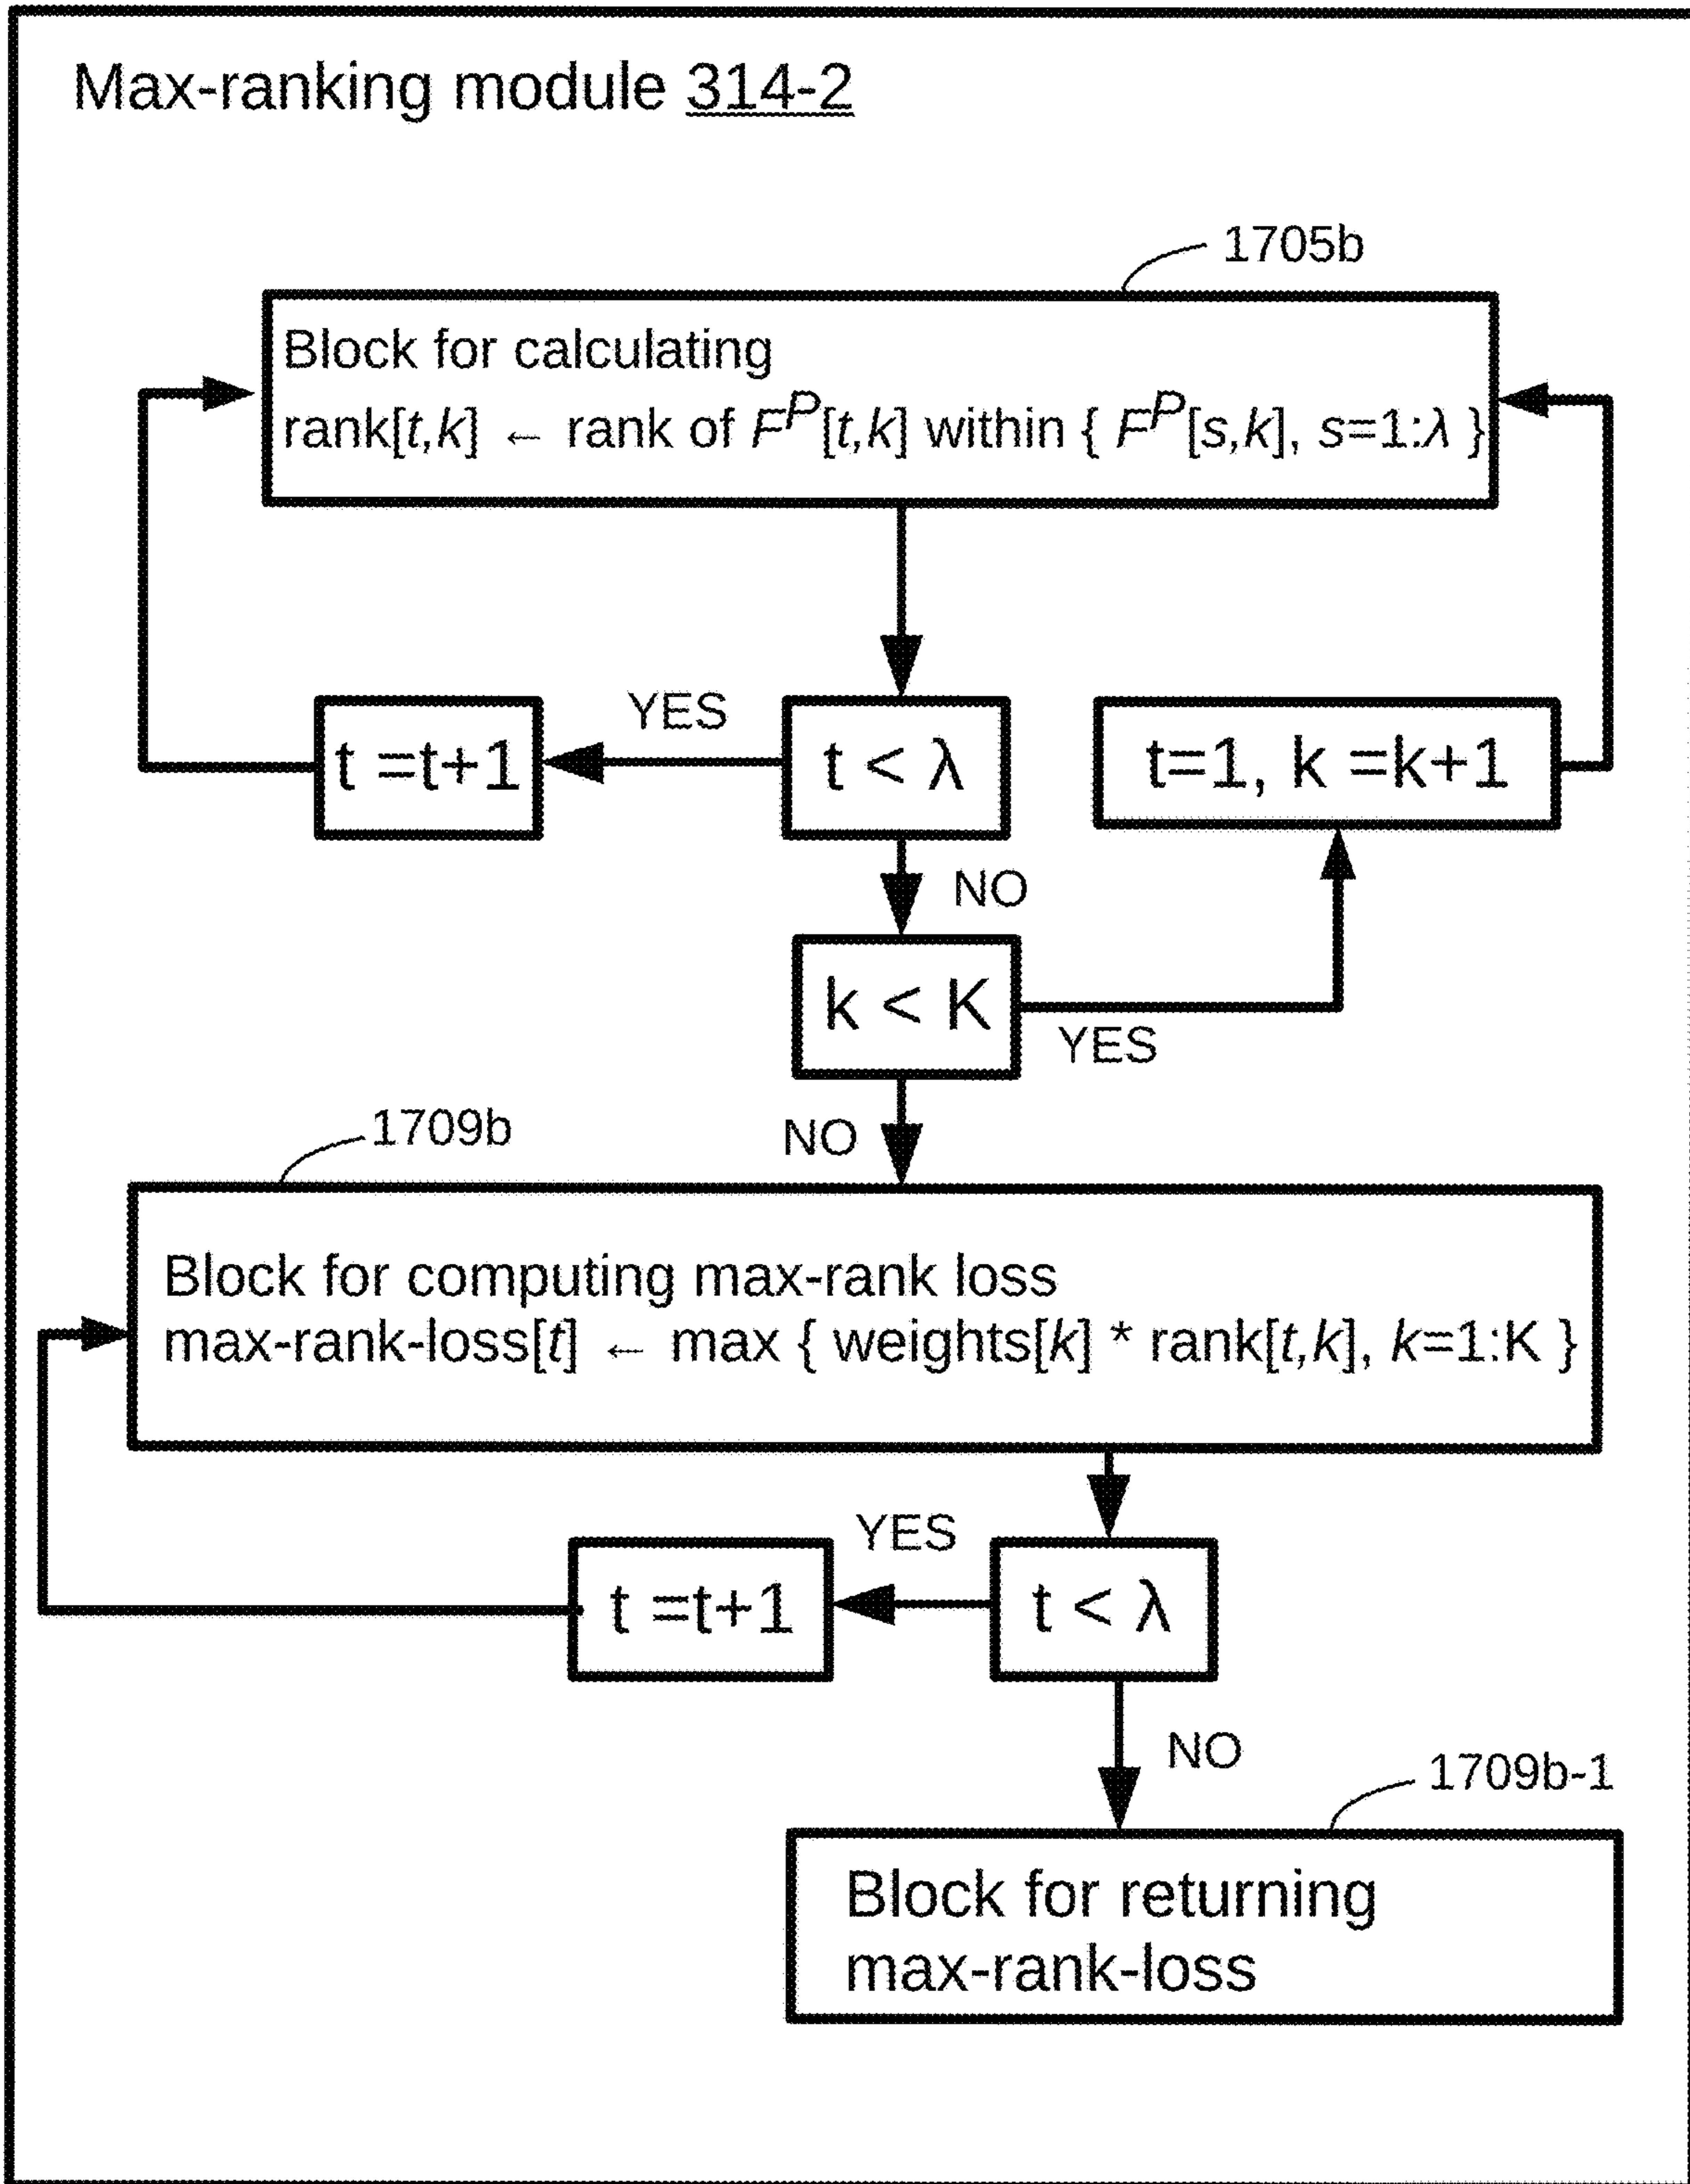 Max-ranking module 314-2
1705b
Block for calculating
rank[t,k] ← rank of F^P[t,k] within { F^P[s,k], s=1:λ }
YES
t =t+1
t < λ
t=1, k =k+1
NO
k < K
YES
1709b
NO
Block for computing max-rank loss
max-rank-loss[t] ← max { weights[k] * rank[t,k], k=1:K }
YES
t =t+1
t < λ
NO
1709b-1
Block for returning
max-rank-loss